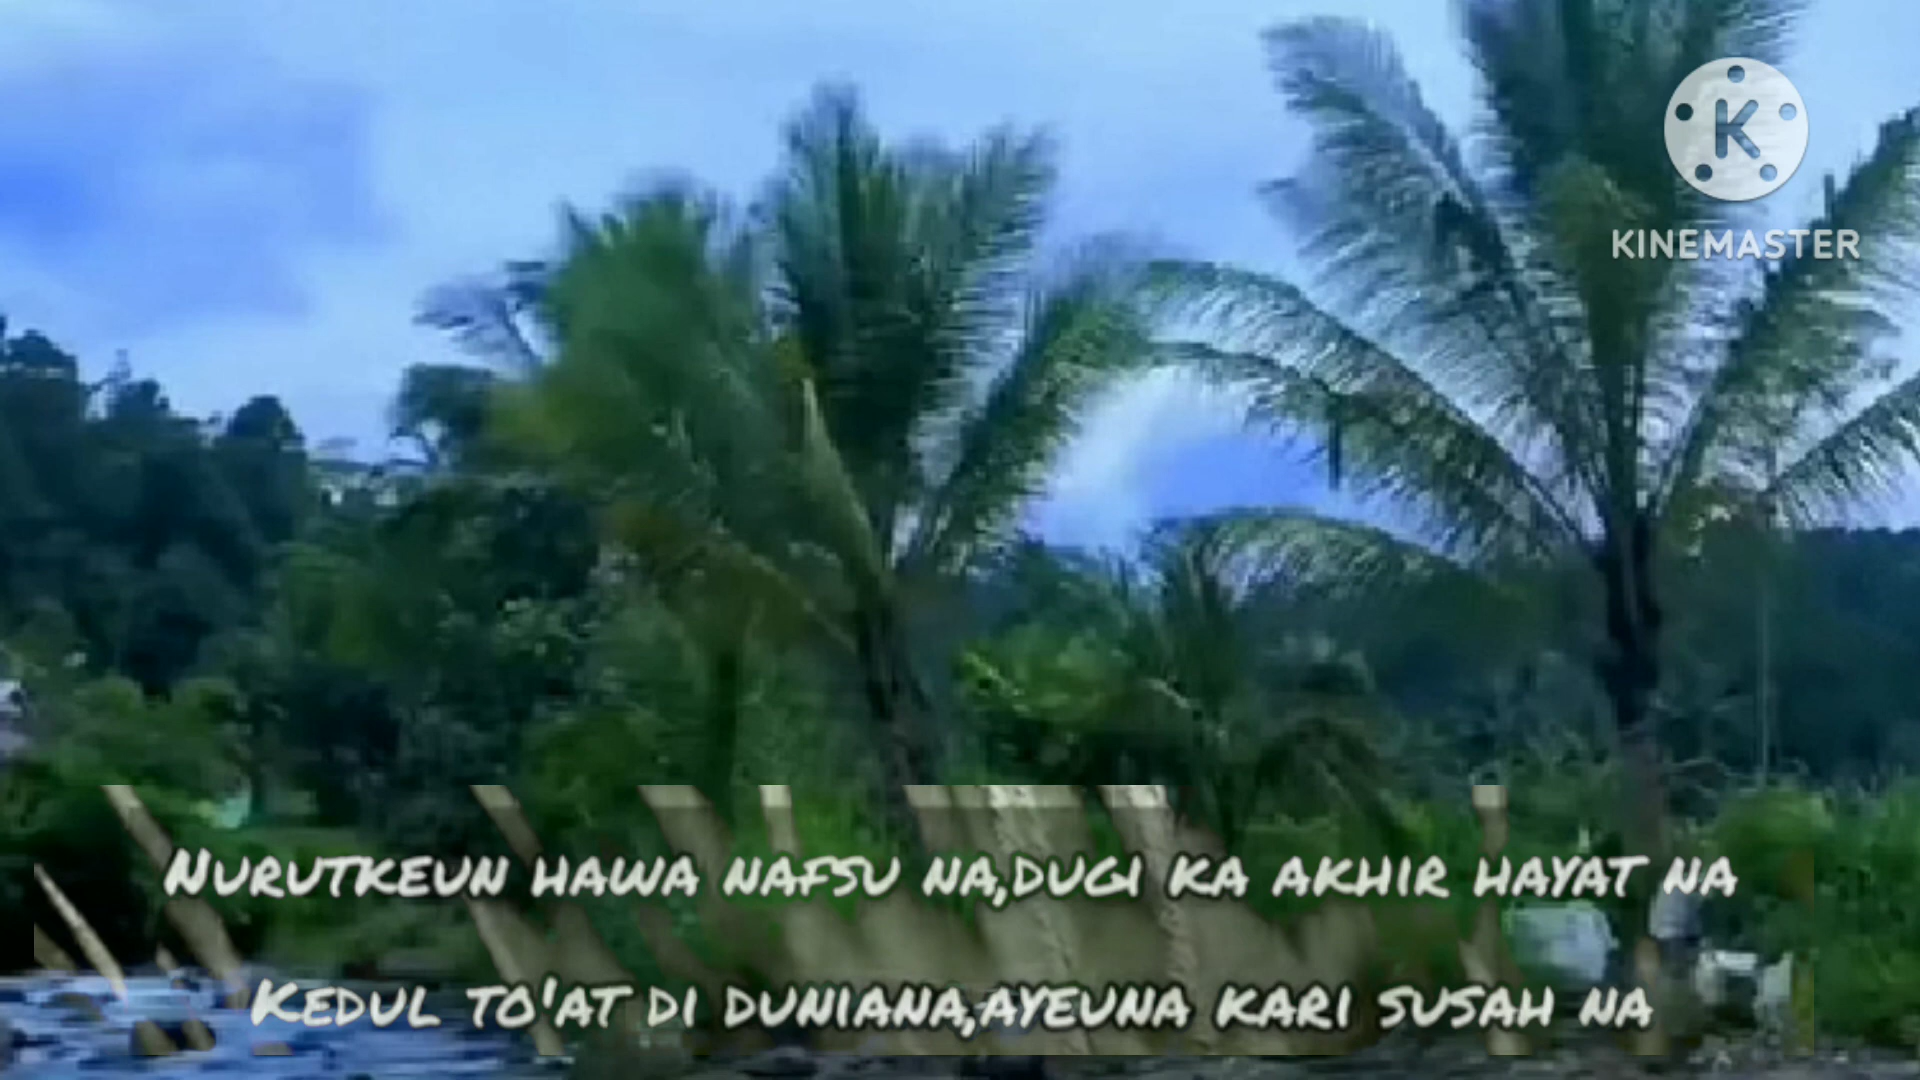 KINEMASTER
Nurutkeun hawa nafsu na,dugi ka akhir hayat na
Kedul to'at di duniana,ayeuna kari susah na